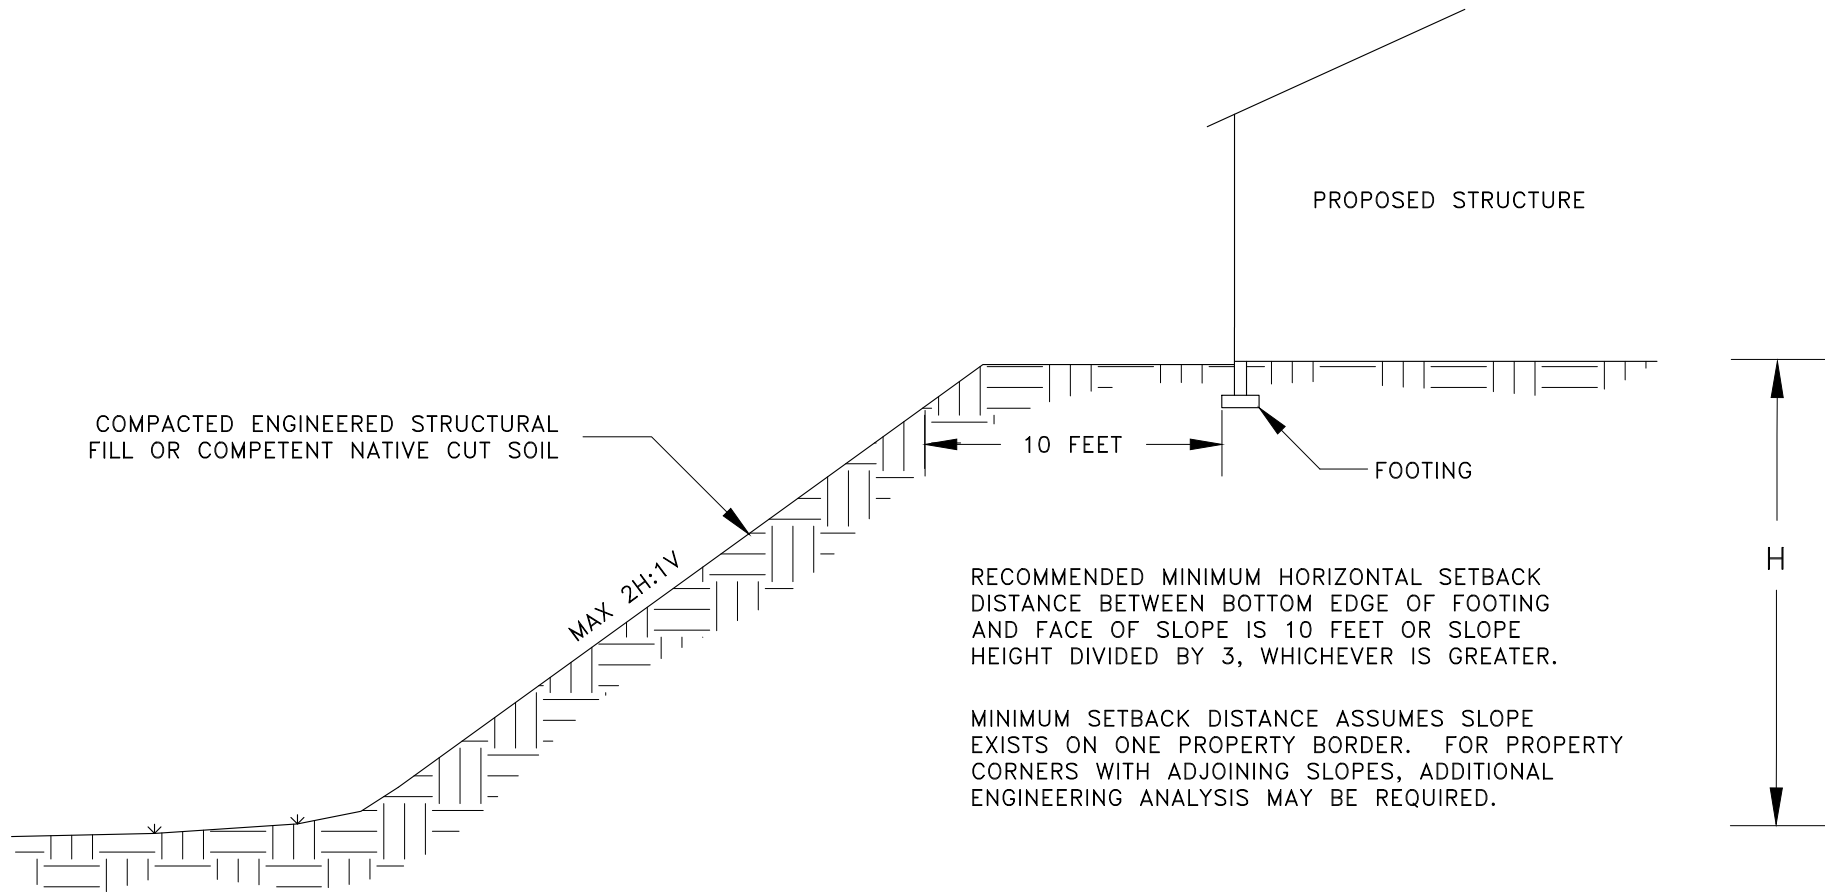 PROPOSED STRUCTURE
COMPACTED ENGINEERED STRUCTURAL
FILL OR COMPETENT NATIVE CUT SOIL
10 FEET
FOOTING
MAX 2H:1V
H
RECOMMENDED MINIMUM HORIZONTAL SETBACK
DISTANCE BETWEEN BOTTOM EDGE OF FOOTING
AND FACE OF SLOPE IS 10 FEET OR SLOPE
HEIGHT DIVIDED BY 3, WHICHEVER IS GREATER.
MINIMUM SETBACK DISTANCE ASSUMES SLOPE
EXISTS ON ONE PROPERTY BORDER. FOR PROPERTY
CORNERS WITH ADJOINING SLOPES, ADDITIONAL
ENGINEERING ANALYSIS MAY BE REQUIRED.